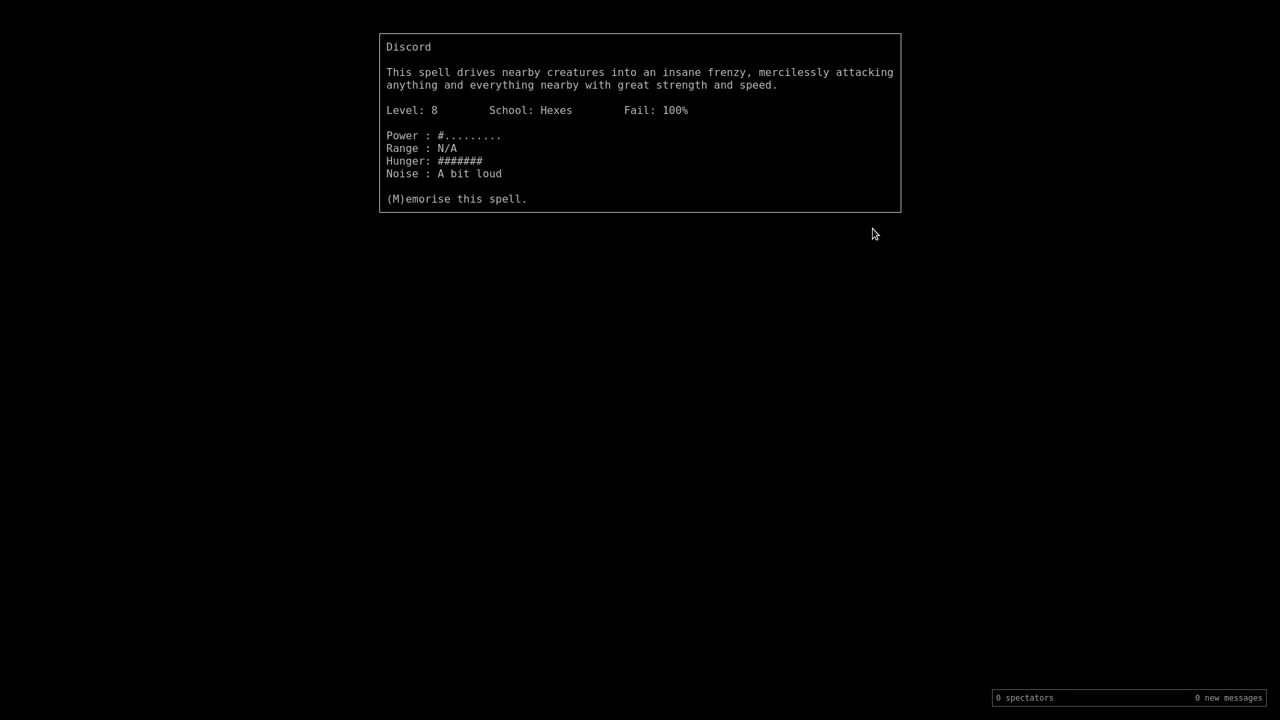 Discord
This spell drives nearby creatures into an insane frenzy, mercilessly attacking
anything and everything nearby with great strength and speed.
Level: 8 School: Hexes Fail: 100%
Power : #.........
Range : N/A
Hunger: #######
Noise : A bit loud
(M)emorise this spell.
0 spectators 0 new messages